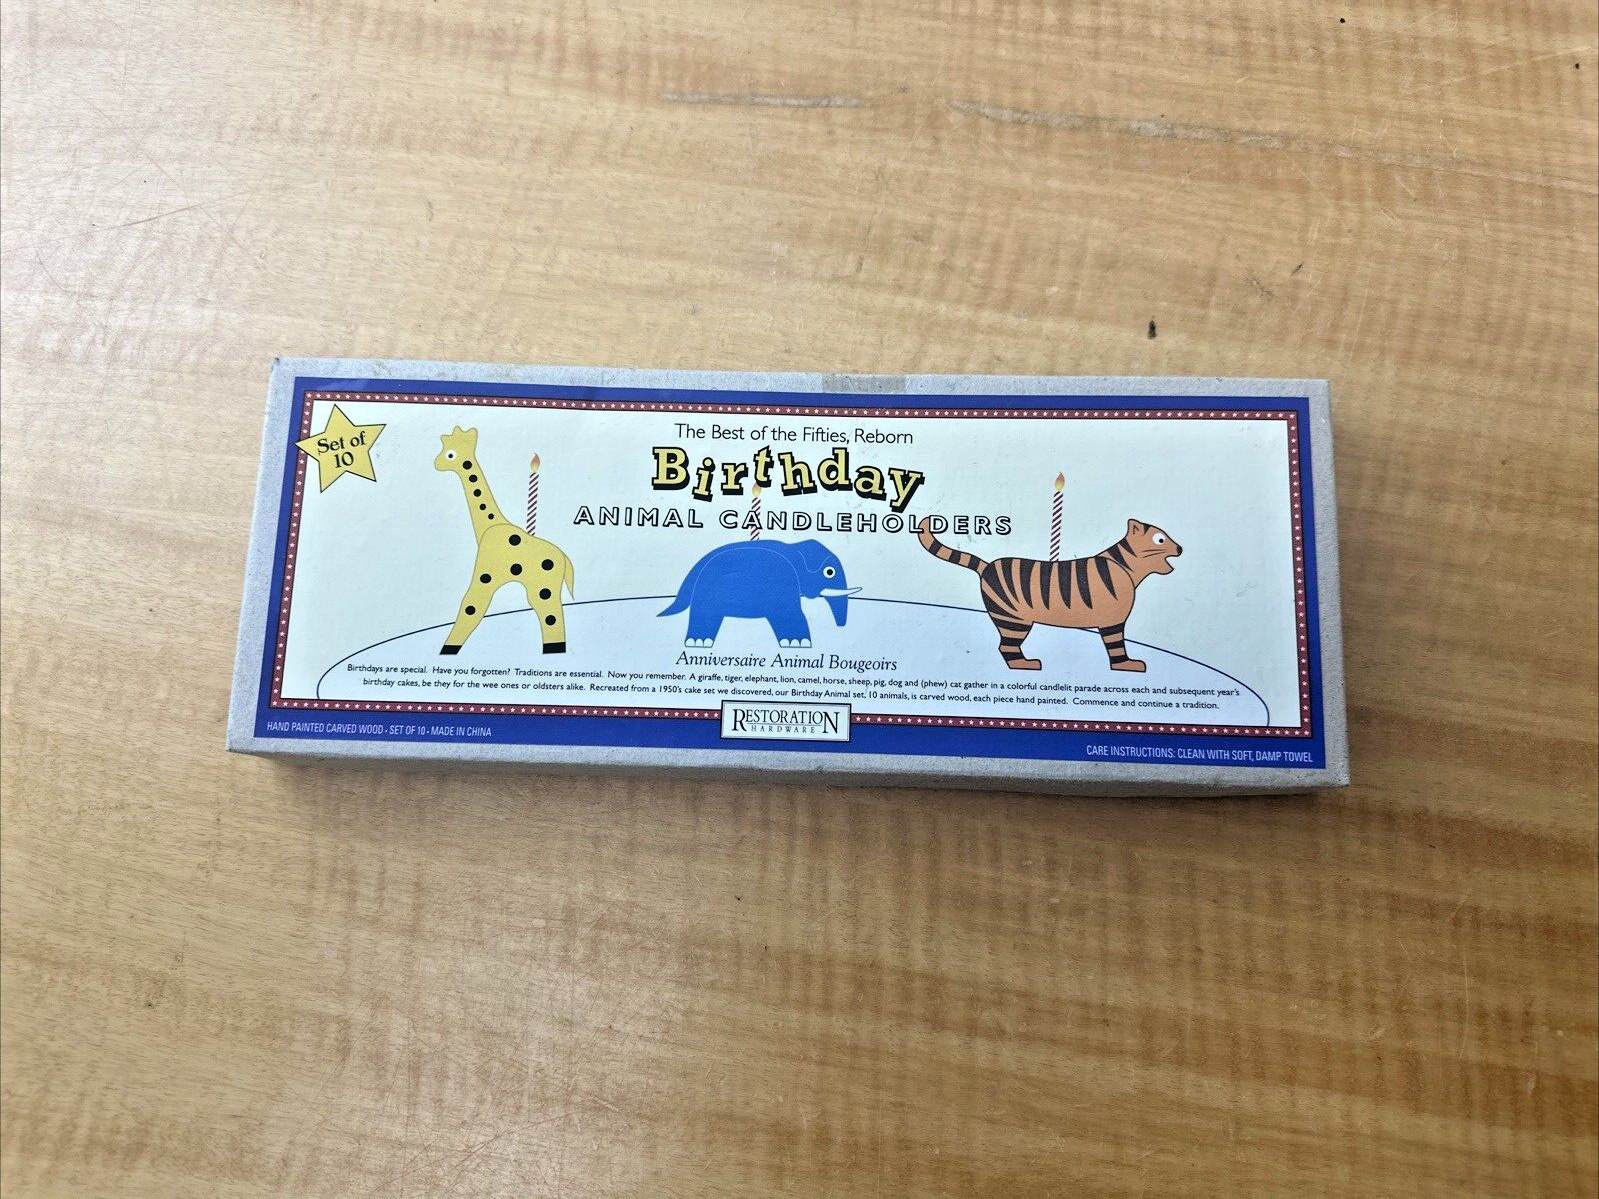 Set of
10
The Best of the Fifties, Reborn
Birthday
ANIMAL CANDLEHOLDERS
Anniversaire Animal Bougeoirs
Birthdays are special. Have you forgotten? Traditions are essential. Now you remember. A giraffe, tiger, elephant, lion, camel, horse, sheep, pig, dog and (phew) cat gather in a colorful candlelit parade across each and subsequent year's
birthday cakes, be they for the wee ones or oldsters alike. Recreated from a 1950's cake set we discovered, our Birthday Animal set, 10 animals, is carved wood, each piece hand painted. Commence and continue a tradition.
RESTORATION
HARDWARE
HAND PAINTED CARVED WOOD • SET OF 10 • MADE IN CHINA
CARE INSTRUCTIONS: CLEAN WITH SOFT, DAMP TOWEL